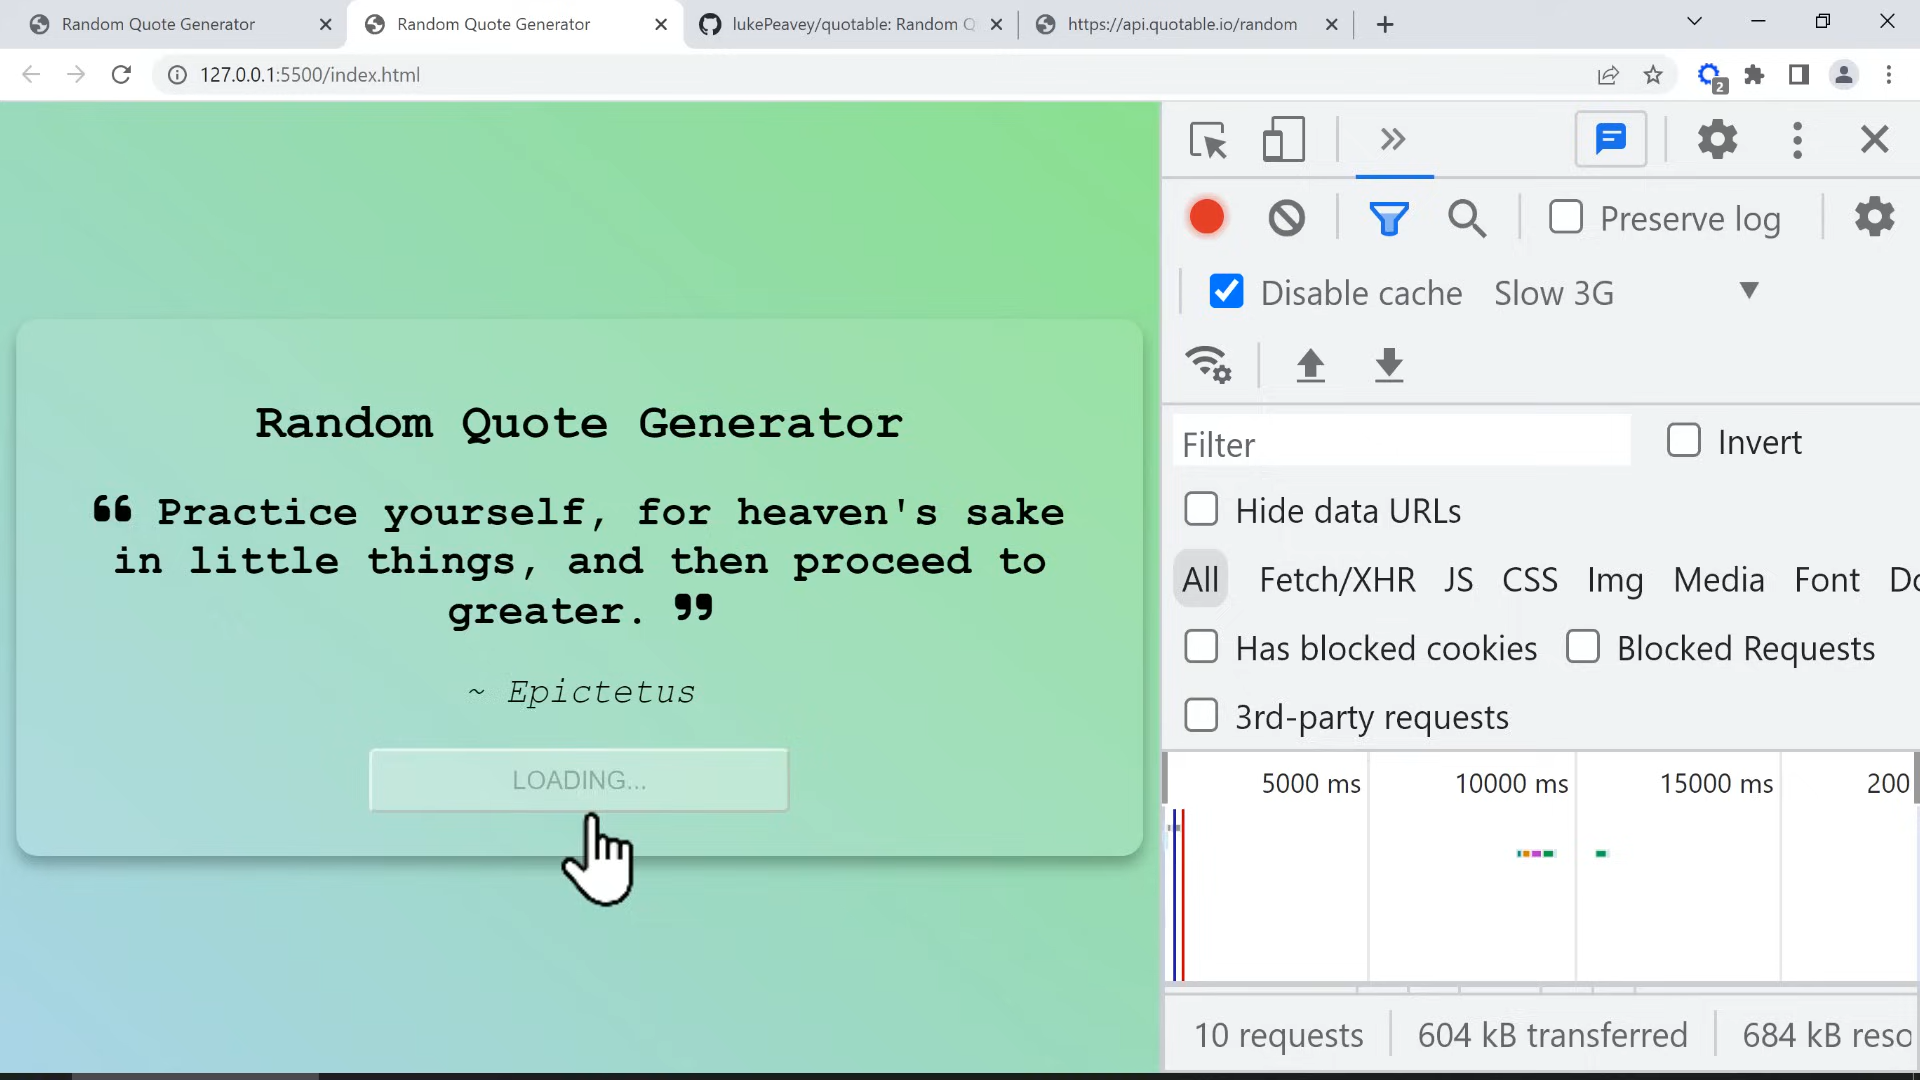 Random Quote Generator
Random Quote Generator
lukePeavey/quotable: Random Q
https://api.quotable.io/random
127.0.0.1:5500/index.html
2
Preserve log
Disable cache Slow 3G
Filter
Invert
Hide data URLs
All Fetch/XHR JS CSS Img Media Font Do
Has blocked cookies Blocked Requests
3rd-party requests
5000 ms 10000 ms 15000 ms 200
10 requests 604 kB transferred 684 kB reso
Random Quote Generator
❝ Practice yourself, for heaven's sake
in little things, and then proceed to
greater. ❞
~ Epictetus
LOADING...